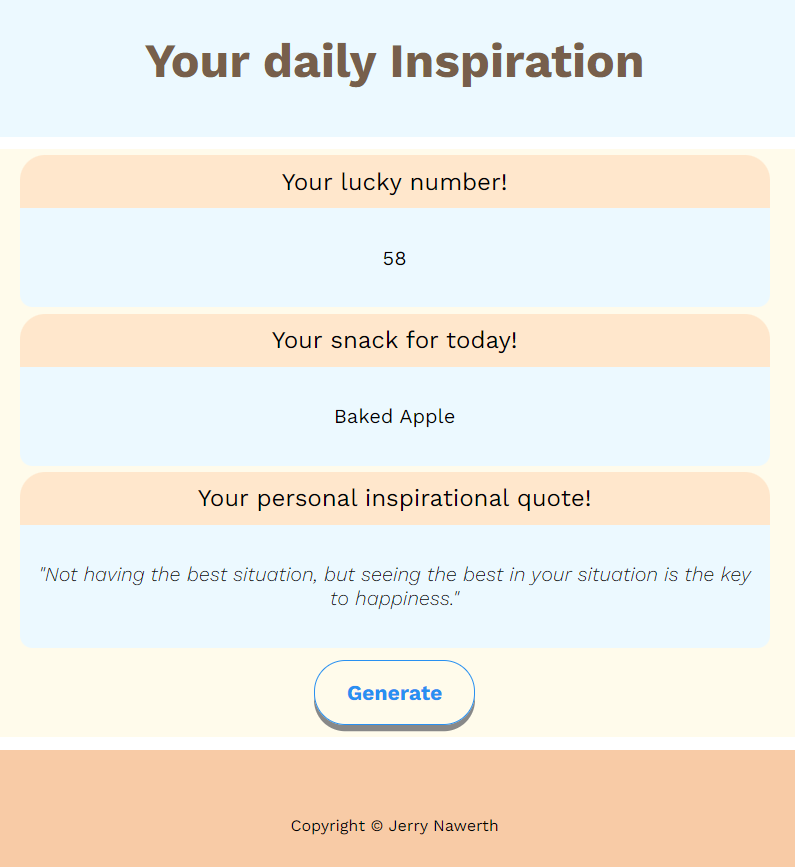 Your daily Inspiration
Your lucky number!
58
Your snack for today!
Baked Apple
Your personal inspirational quote!
"Not having the best situation, but seeing the best in your situation is the key
to happiness."
Generate
Copyright © Jerry Nawerth